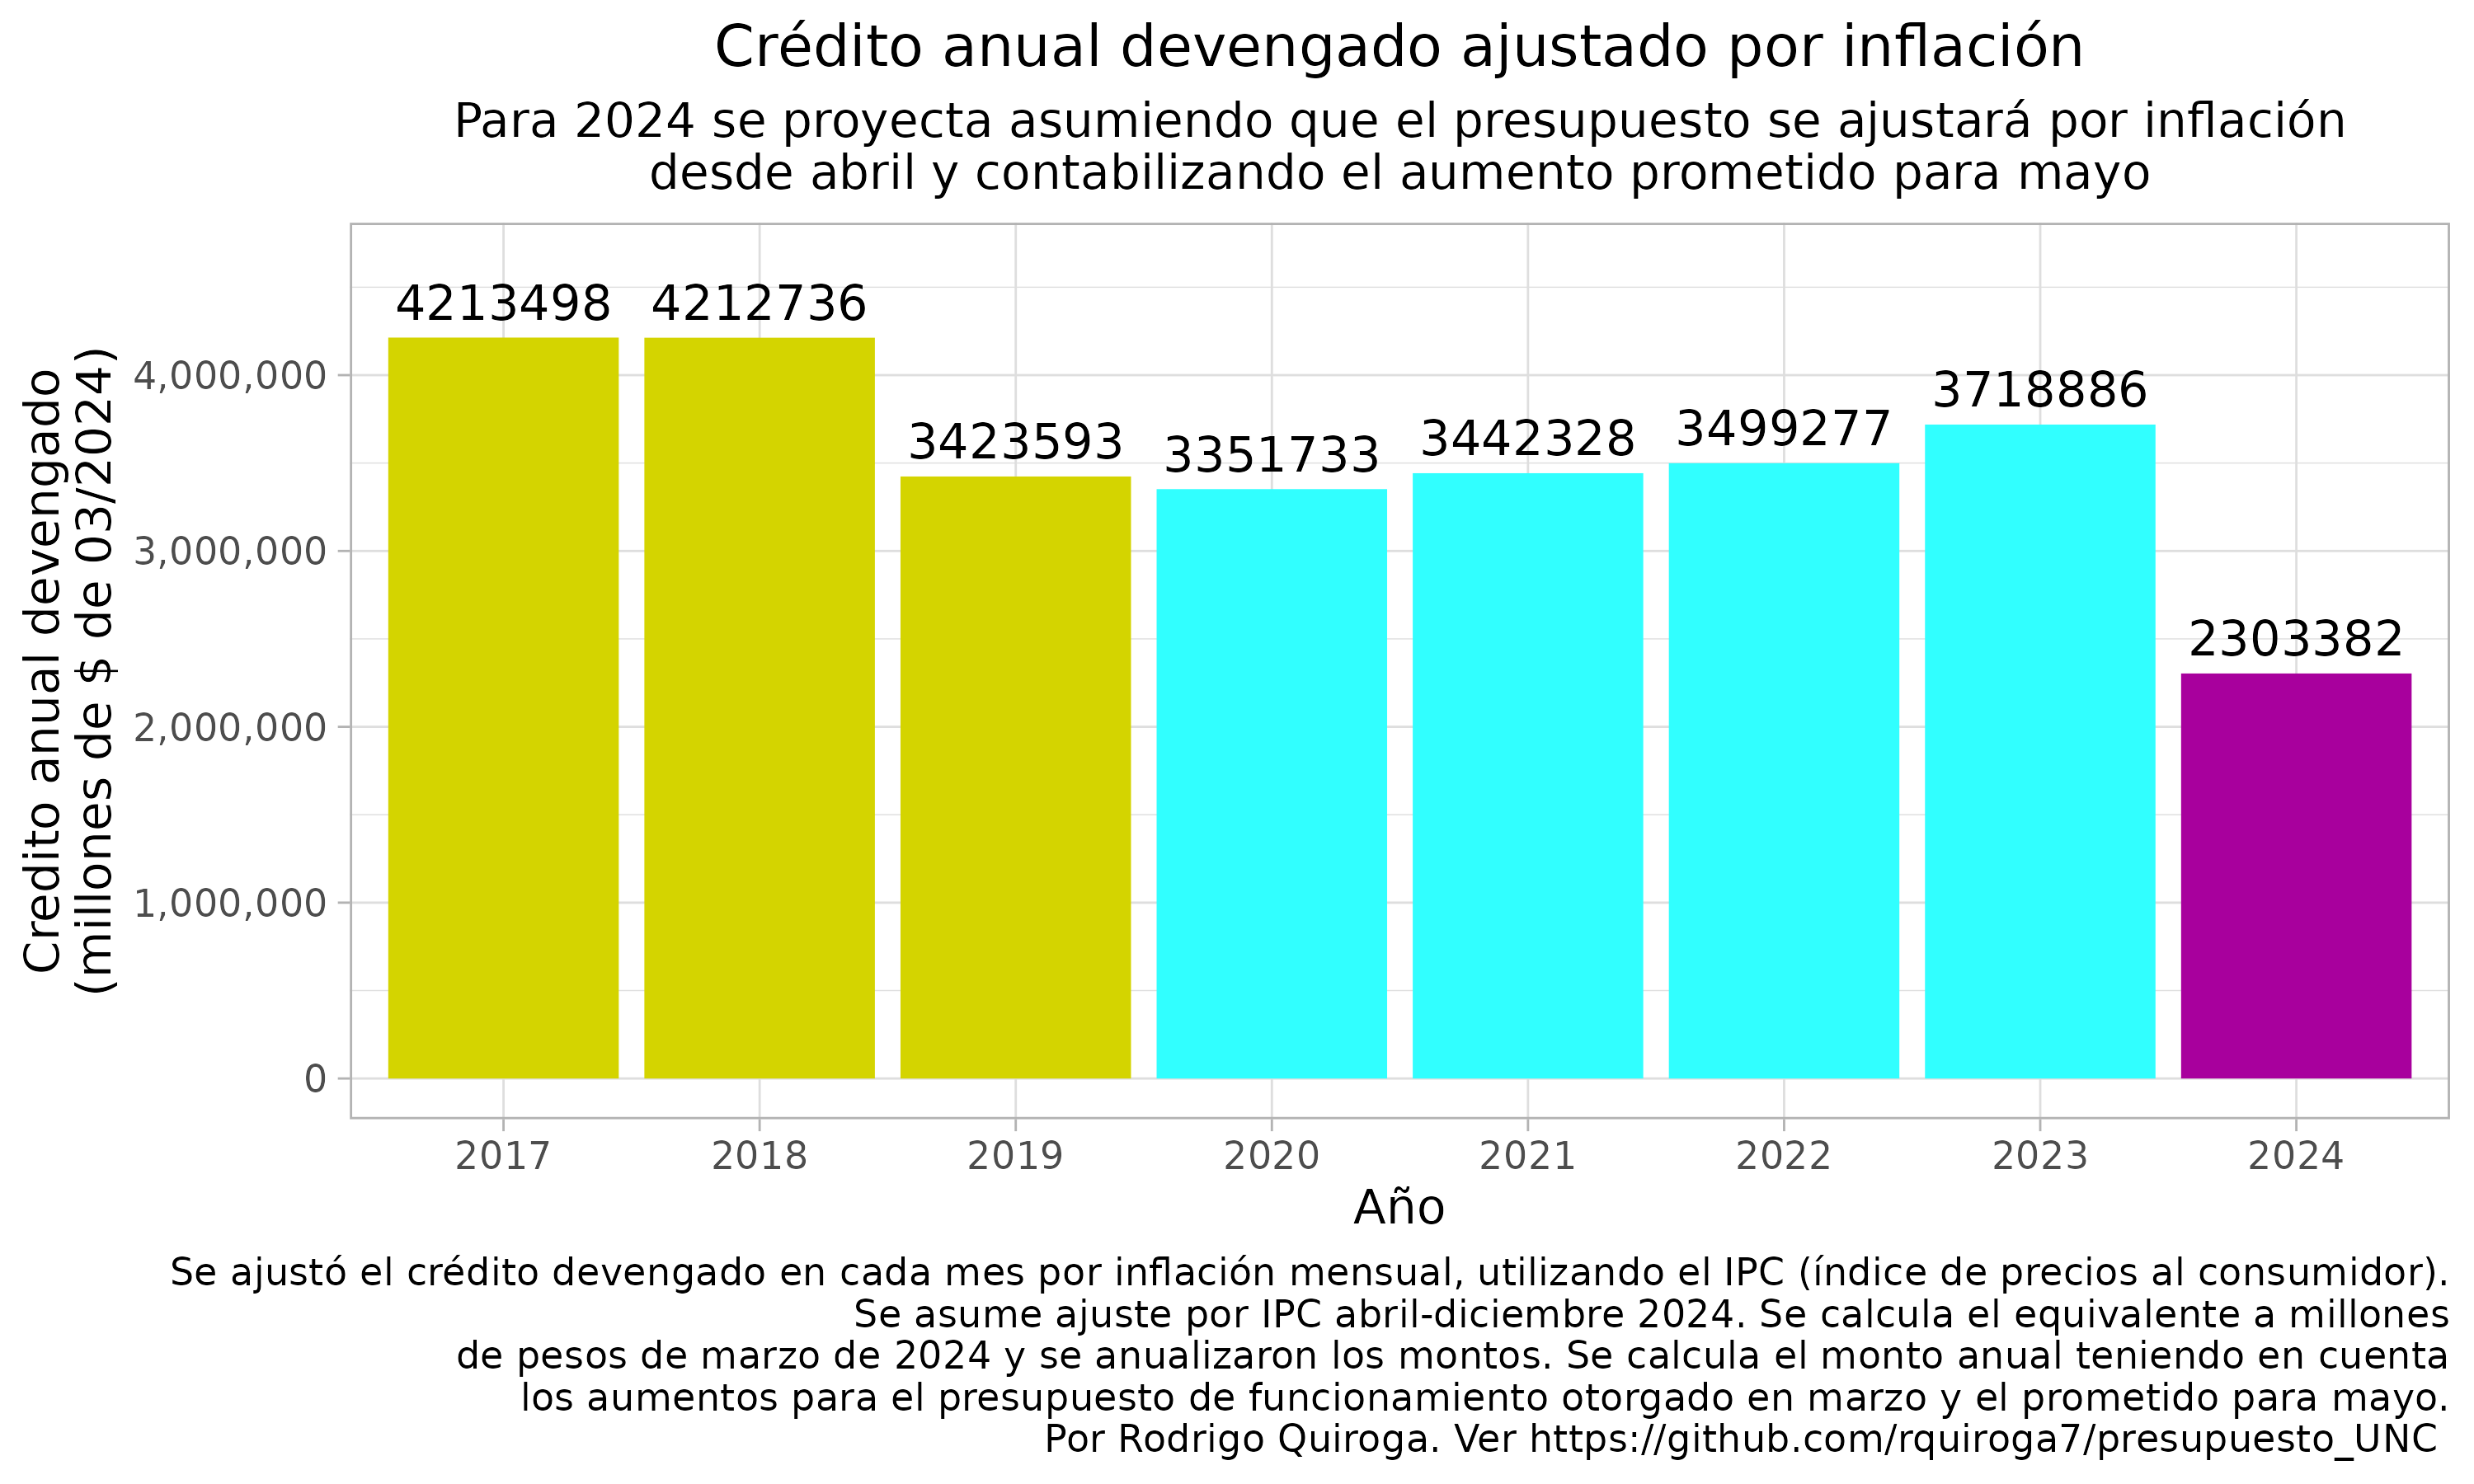 Crédito anual devengado ajustado por inflación
Para 2024 se proyecta asumiendo que el presupuesto se ajustará por inflación
desde abril y contabilizando el aumento prometido para mayo
Credito anual devengado
(millones de $ de 03/2024)
4,000,000
3,000,000
2,000,000
1,000,000
0
4213498
4212736
3423593
3351733
3442328
3499277
3718886
2303382
2017
2018
2019
2020
2021
2022
2023
2024
Año
Se ajustó el crédito devengado en cada mes por inflación mensual, utilizando el IPC (índice de precios al consumidor).
Se asume ajuste por IPC abril-diciembre 2024. Se calcula el equivalente a millones
de pesos de marzo de 2024 y se anualizaron los montos. Se calcula el monto anual teniendo en cuenta
los aumentos para el presupuesto de funcionamiento otorgado en marzo y el prometido para mayo.
Por Rodrigo Quiroga. Ver https://github.com/rquiroga7/presupuesto_UNC